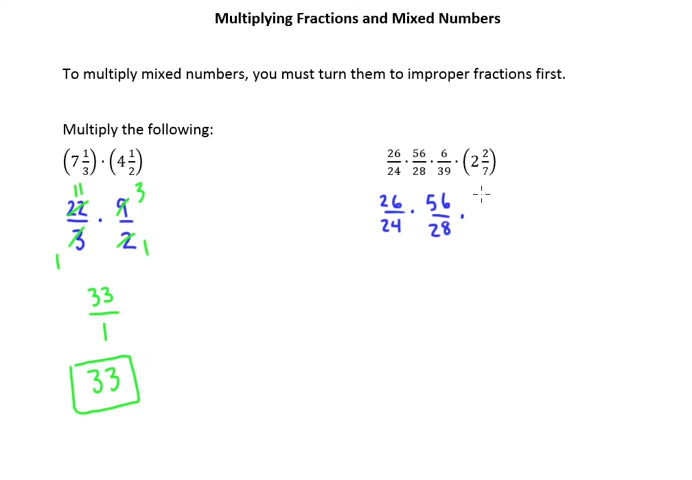 Multiplying Fractions and Mixed Numbers
To multiply mixed numbers, you must turn them to improper fractions first.
Multiply the following:
(7 1/3) · (4 1/2)
11 3
22/3 · 9/2
1 1
33/1
33
26/24 · 56/28 · 6/39 · (2 2/7)
26/24 · 56/28 ·